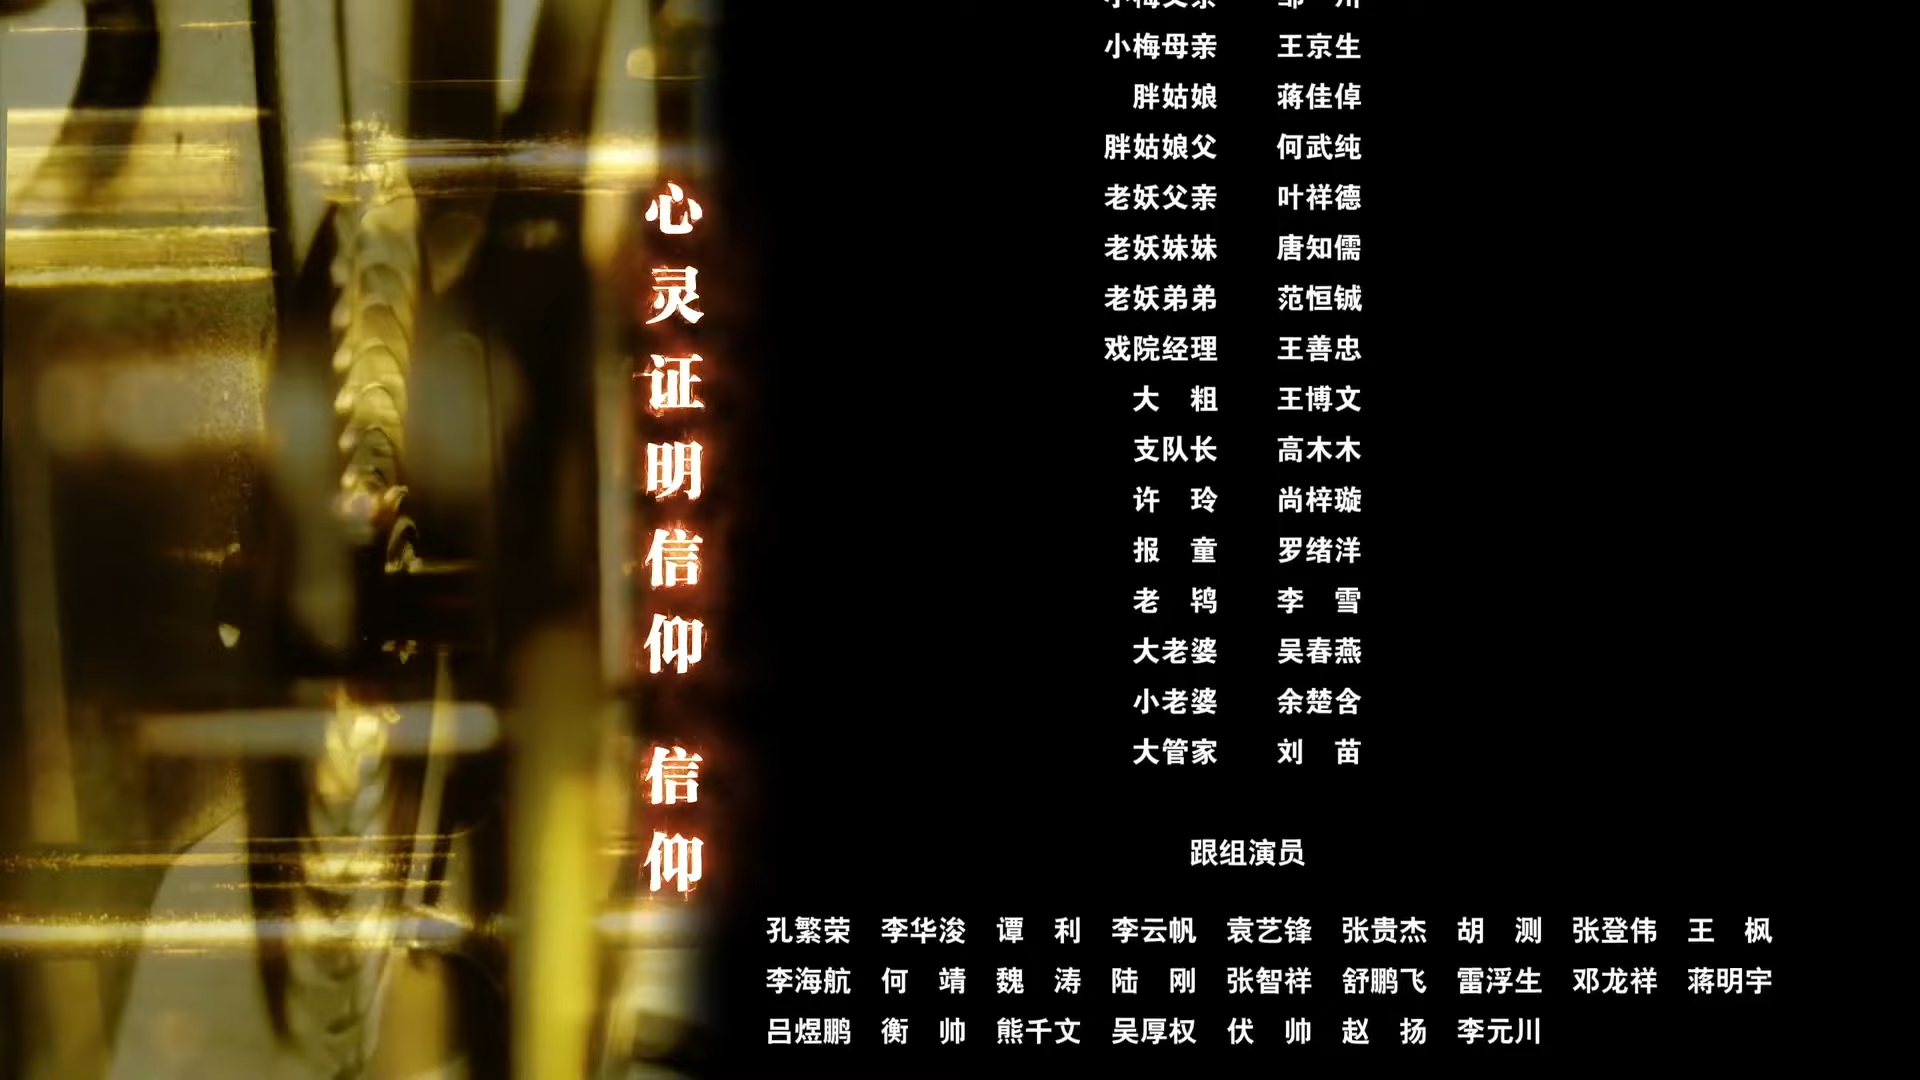 心灵证明信仰 信仰
小梅母亲 王京生
胖姑娘 蒋佳倬
胖姑娘父 何武纯
老妖父亲 叶祥德
老妖妹妹 唐知儒
老妖弟弟 范恒铖
戏院经理 王善忠
大 粗 王博文
支队长 高木木
许 玲 尚梓璇
报 童 罗绪洋
老 鸨 李 雪
大老婆 吴春燕
小老婆 余楚含
大管家 刘 苗
跟组演员
孔繁荣 李华浚 谭 利 李云帆 袁艺锋 张贵杰 胡 测 张登伟 王 枫
李海航 何 靖 魏 涛 陆 刚 张智祥 舒鹏飞 雷浮生 邓龙祥 蒋明宇
吕煜鹏 衡 帅 熊千文 吴厚权 伏 帅 赵 扬 李元川